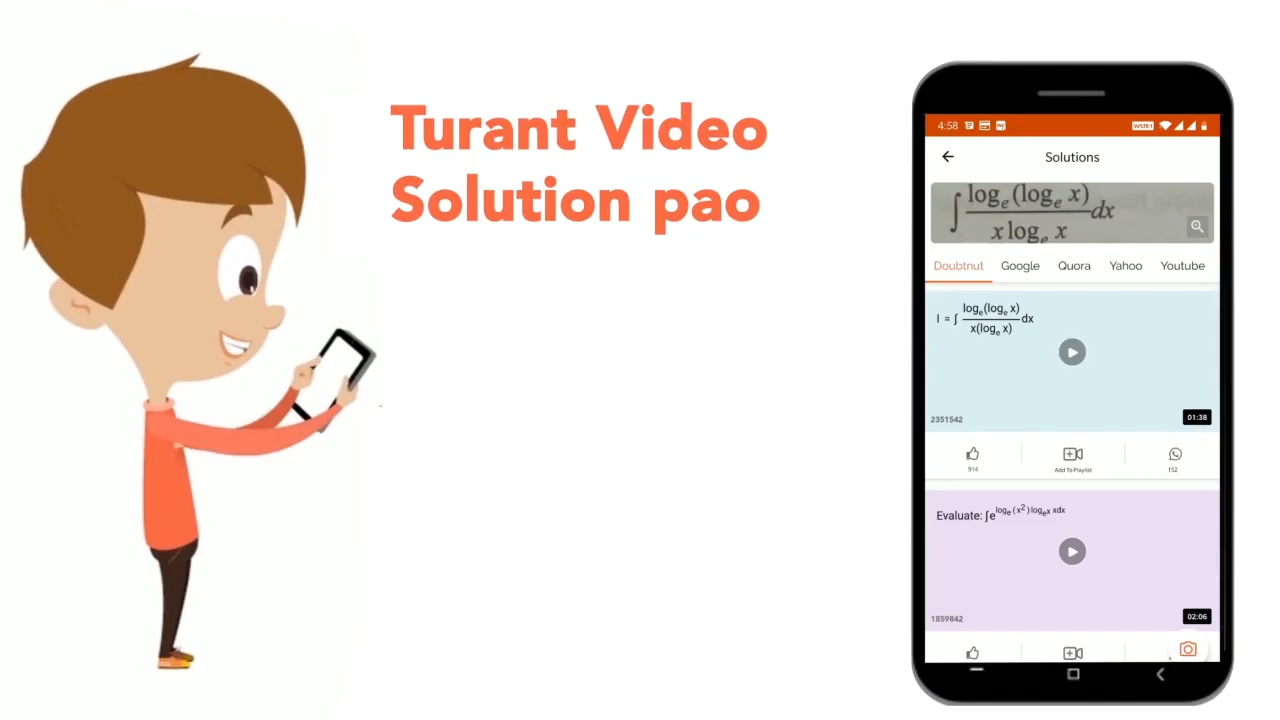 Turant Video
Solution pao
4:58
Solutions
∫ logₑ(logₑ x) / x logₑ x dx
Doubtnut Google Quora Yahoo Youtube
I = ∫ logₑ(logₑ x) / x(logₑ x) dx
2351542 01:38
914 Add To Playlist 152
Evaluate: ∫e^logₑ(x²)logₑx xdx
1859842 02:06